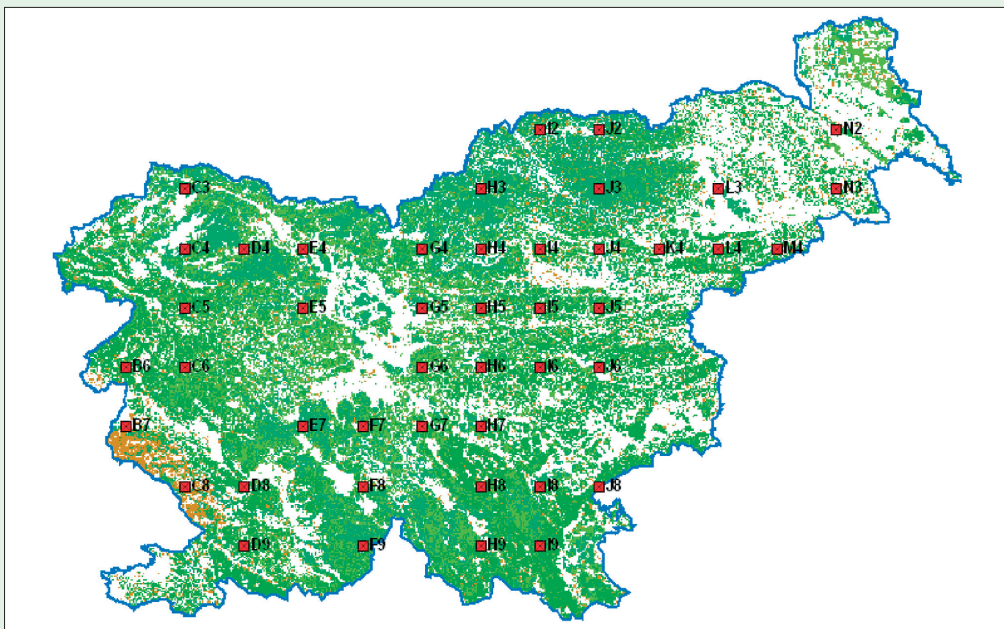 I2 J2 N2
C3 H3 J3 L3 N3
C4 D4 E4 G4 H4 I4 J4 K4 L4 M4
C5 E5 G5 H5 I5 J5
B6 C6 G6 H6 I6 J6
B7 E7 F7 G7 H7
C8 D8 F8 H8 I8 J8
D9 F9 H9 I9